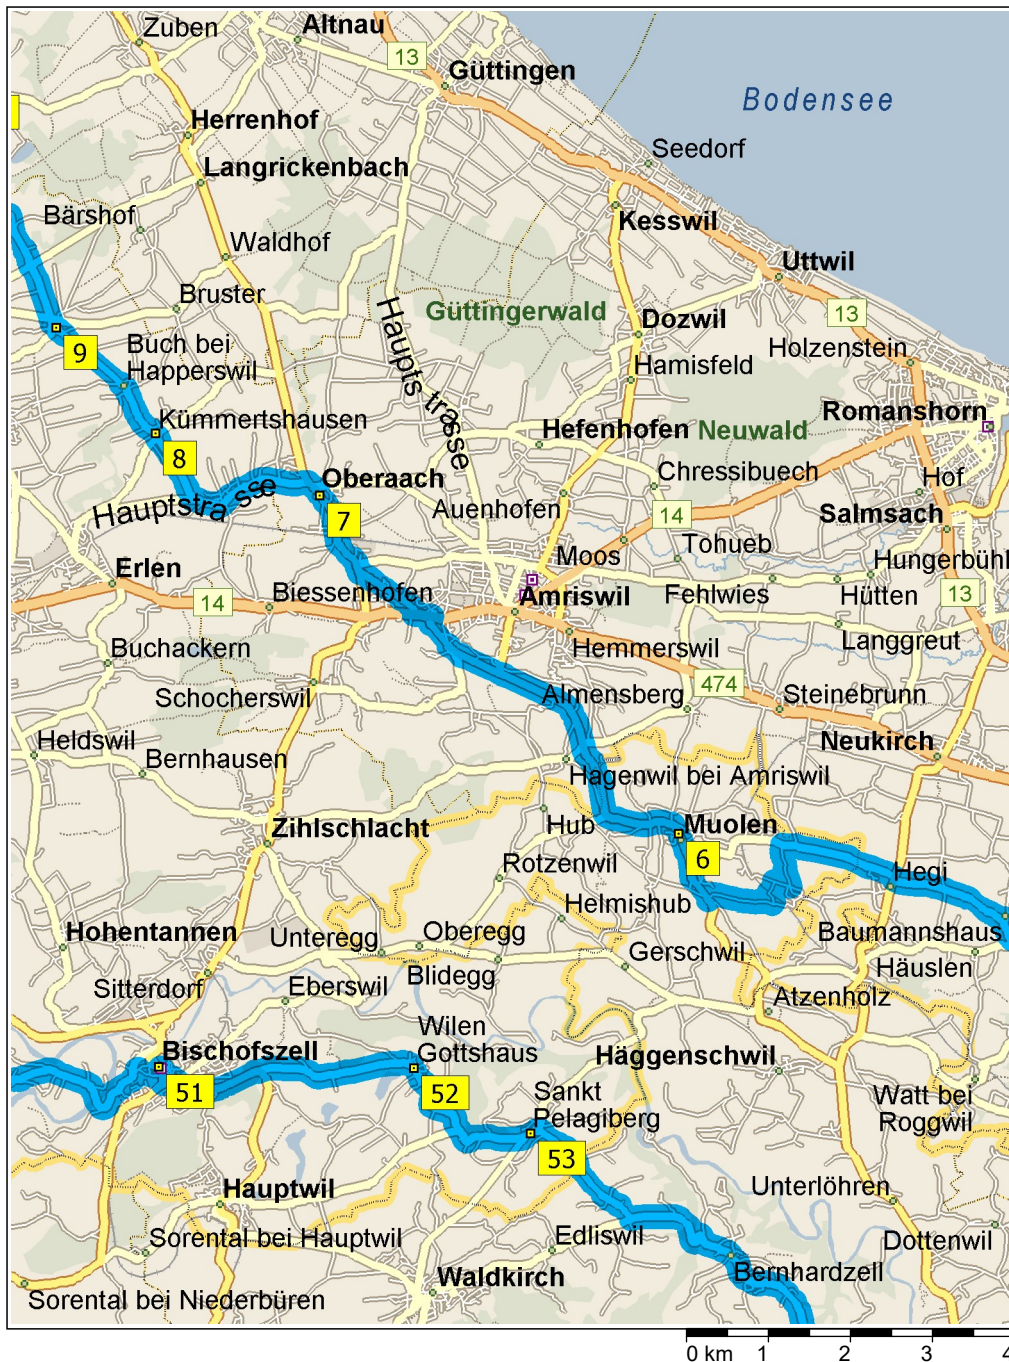 Zuben
Altnau
13
Güttingen
Bodensee
Herrenhof
Seedorf
Langrickenbach
Bärshof
Kesswil
Waldhof
Uttwil
Bruster
Hauptstrasse
Güttingerwald
Dozwil
13
9
Buch bei
Happerswil
Holzenstein
Hamisfeld
Kümmertshausen
Romanshorn
8
Hefenhofen
Neuwald
Chressibuech
Hauptstrasse
Oberaach
Hof
7
Auenhofen
14
Salmsach
Moos
Tohueb
Hungerbühl
Erlen
14
Biessenhofen
Amriswil
Fehlwies
Hütten
13
Buchackern
Hemmerswil
Langgreut
Schocherswil
Almensberg
474
Steinebrunn
Heldswil
Bernhausen
Neukirch
Hagenwil bei Amriswil
Zihlschlacht
Hub
Muolen
6
Rotzenwil
Hegi
Helmishub
Hohentannen
Unteregg
Oberegg
Baumannshaus
Gerschwil
Häuslen
Sitterdorf
Eberswil
Blidegg
Atzenholz
Wilen
Gottshaus
Bischofszell
Häggenschwil
51
52
Sankt
Pelagiberg
Watt bei
Roggwil
53
Hauptwil
Unterlöhren
Sorental bei Hauptwil
Edliswil
Dottenwil
Waldkirch
Bernhardzell
Sorental bei Niederbüren
0 km 1 2 3 4